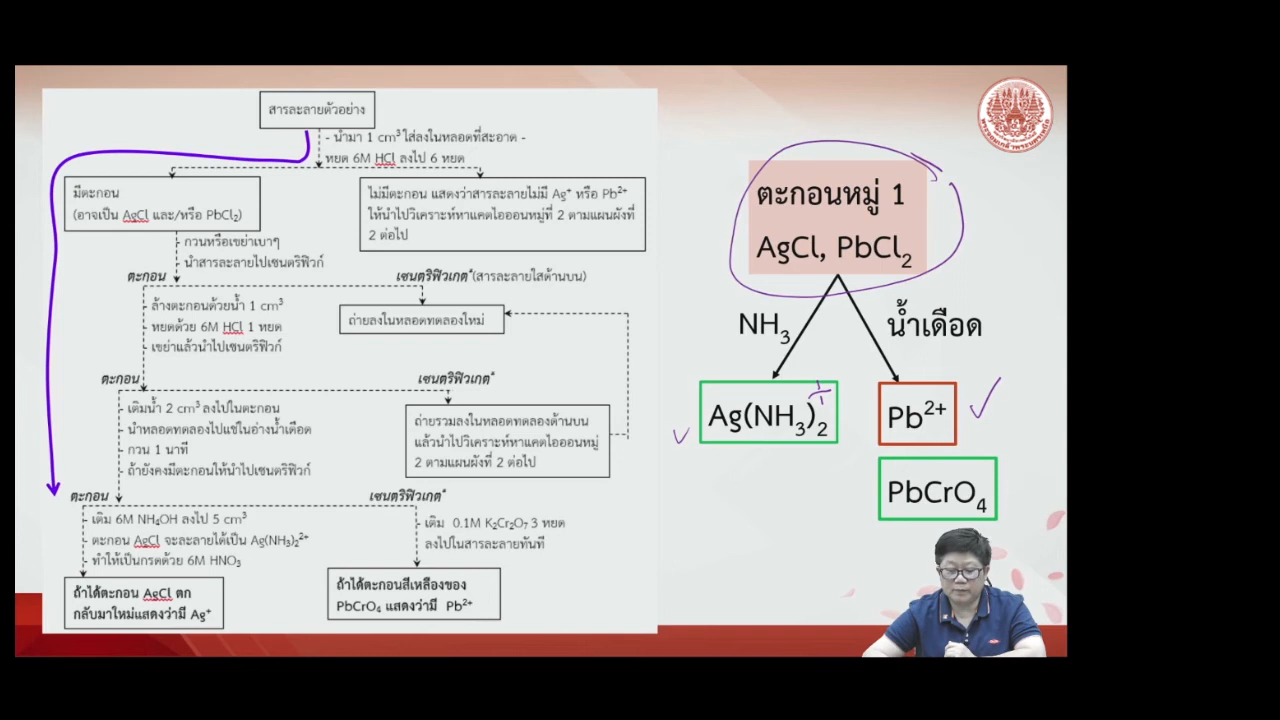 สารละลายตัวอย่าง
- นำมา 1 cm³ ใส่ลงในหลอดที่สะอาด -
หยด 6M HCl ลงไป 6 หยด
มีตะกอน
(อาจเป็น AgCl และ/หรือ PbCl₂)
ไม่มีตะกอน แสดงว่าสารละลายไม่มี Ag⁺ หรือ Pb²⁺
ให้นำไปวิเคราะห์หาแคตไอออนหมู่ที่ 2 ตามแผนผังที่
2 ต่อไป
- กวนหรือเขย่าเบาๆ
- นำสารละลายไปเซนตริฟิวก์
ตะกอน
เซนตริฟิวเกต* (สารละลายใสด้านบน)
- ล้างตะกอนด้วยน้ำ 1 cm³
- หยดด้วย 6M HCl 1 หยด
- เขย่าแล้วนำไปเซนตริฟิวก์
ถ่ายลงในหลอดทดลองใหม่
ตะกอน
เซนตริฟิวเกต*
- เติมน้ำ 2 cm³ ลงไปในตะกอน
- นำหลอดทดลองไปแช่ในอ่างน้ำเดือด
- กวน 1 นาที
- ถ้ายังคงมีตะกอนให้นำไปเซนตริฟิวก์
ถ่ายรวมลงในหลอดทดลองด้านบน
แล้วนำไปวิเคราะห์หาแคตไอออนหมู่
2 ตามแผนผังที่ 2 ต่อไป
ตะกอน
เซนตริฟิวเกต*
- เติม 6M NH₄OH ลงไป 5 cm³
- ตะกอน AgCl จะละลายได้เป็น Ag(NH₃)₂²⁺
- ทำให้เป็นกรดด้วย 6M HNO₃
- เติม 0.1M K₂Cr₂O₇ 3 หยด
ลงไปในสารละลายทันที
ถ้าได้ตะกอน AgCl ตก
กลับมาใหม่แสดงว่ามี Ag⁺
ถ้าได้ตะกอนสีเหลืองของ
PbCrO₄ แสดงว่ามี Pb²⁺
ตะกอนหมู่ 1
AgCl, PbCl₂
NH₃
น้ำเดือด
Ag(NH₃)₂⁺
Pb²⁺
PbCrO₄